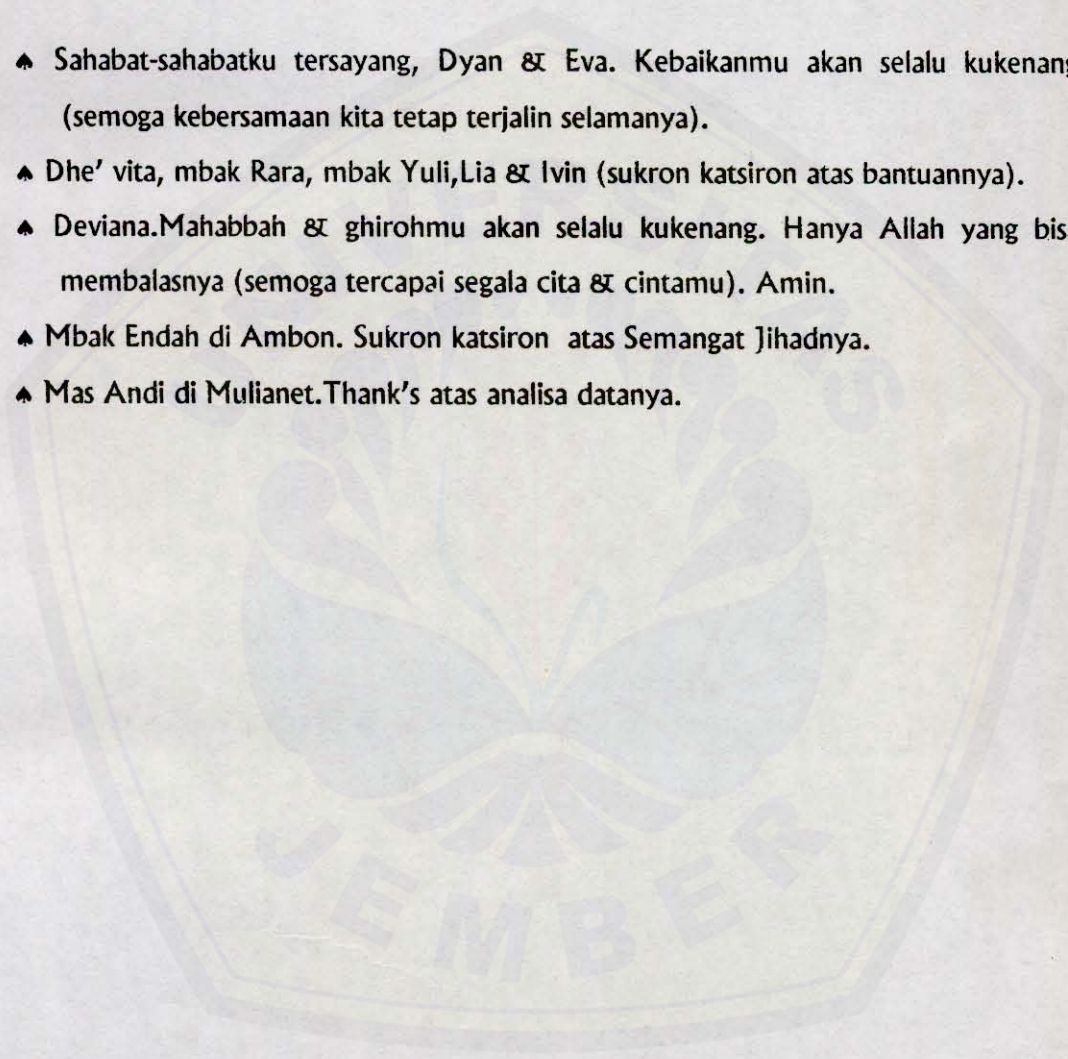 ♠ Sahabat-sahabatku tersayang, Dyan & Eva. Kebaikanmu akan selalu kukenang
(semoga kebersamaan kita tetap terjalin selamanya).
♠ Dhe' vita, mbak Rara, mbak Yuli,Lia & Ivin (sukron katsiron atas bantuannya).
♠ Deviana.Mahabbah & ghirohmu akan selalu kukenang. Hanya Allah yang bis
membalasnya (semoga tercapai segala cita & cintamu). Amin.
♠ Mbak Endah di Ambon. Sukron katsiron atas Semangat Jihadnya.
♠ Mas Andi di Mulianet.Thank's atas analisa datanya.
UNIVERSITAS
JEMBER